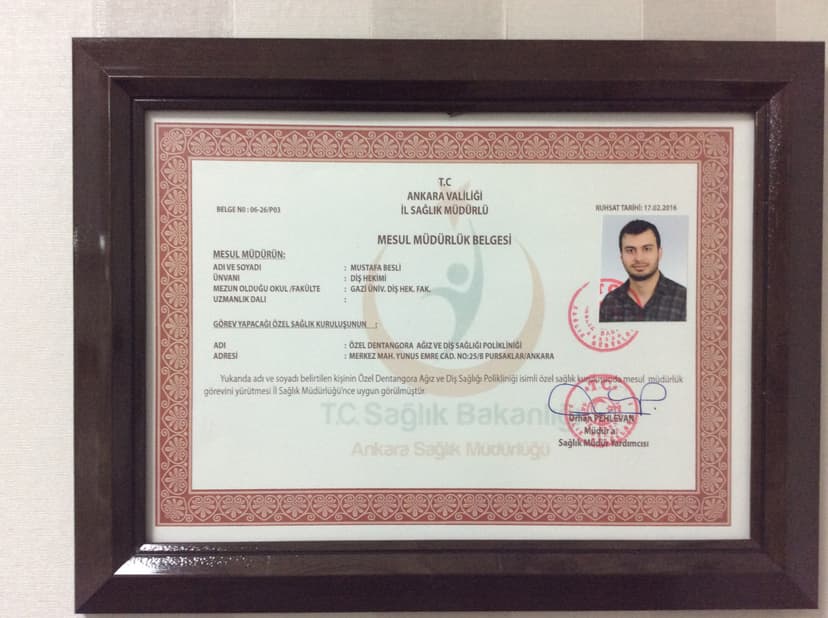 T.C
ANKARA VALİLİĞİ
İL SAĞLIK MÜDÜRLÜ
BELGE N0 : 06-26/P03
RUHSAT TARİHİ: 17.02.2016
MESUL MÜDÜRLÜK BELGESİ
MESUL MÜDÜRÜN:
ADI VE SOYADI : MUSTAFA BESLİ
ÜNVANI : DİŞ HEKİMİ
MEZUN OLDUĞU OKUL /FAKÜLTE : GAZİ ÜNİV. DİŞ HEK. FAK.
UZMANLIK DALI :
GÖREV YAPACAĞI ÖZEL SAĞLIK KURULUŞUNUN :
ADI : ÖZEL DENTANGORA AĞIZ VE DİŞ SAĞLIĞI POLİKLİNİĞİ
ADRESİ : MERKEZ MAH. YUNUS EMRE CAD. NO:25/B PURSAKLAR/ANKARA
Yukarıda adı ve soyadı belirtilen kişinin Özel Dentangora Ağız ve Diş Sağlığı Polikliniği isimli özel sağlık kuruluşunda mesul müdürlük
görevini yürütmesi İl Sağlık Müdürlüğü'nce uygun görülmüştür.
T.C. Sağlık Bakanlığı
Ankara Sağlık Müdürlüğü
T.C.
Orhan PEHLEVAN
Müdür a.
Sağlık Müdür Yardımcısı